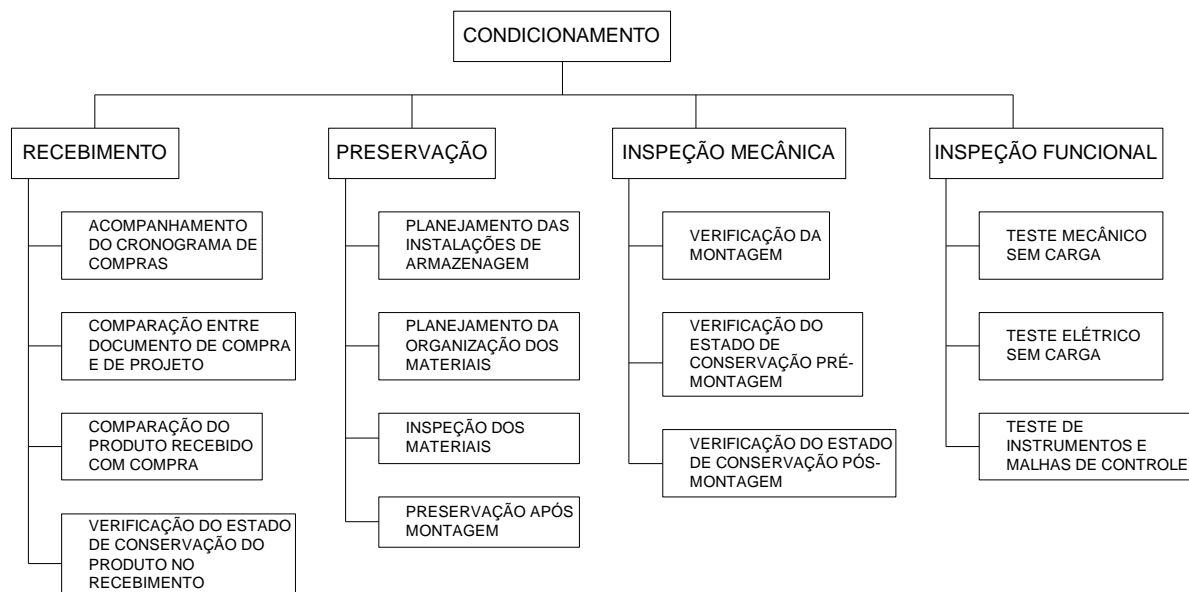 CONDICIONAMENTO
RECEBIMENTO
ACOMPANHAMENTO
DO CRONOGRAMA DE
COMPRAS
COMPARAÇÃO ENTRE
DOCUMENTO DE COMPRA
E DE PROJETO
COMPARAÇÃO DO
PRODUTO RECEBIDO
COM COMPRA
VERIFICAÇÃO DO ESTADO
DE CONSERVAÇÃO DO
PRODUTO NO
RECEBIMENTO
PRESERVAÇÃO
PLANEJAMENTO DAS
INSTALAÇÕES DE
ARMAZENAGEM
PLANEJAMENTO DA
ORGANIZAÇÃO DOS
MATERIAIS
INSPEÇÃO DOS
MATERIAIS
PRESERVAÇÃO APÓS
MONTAGEM
INSPEÇÃO MECÂNICA
VERIFICAÇÃO DA
MONTAGEM
VERIFICAÇÃO DO
ESTADO DE
CONSERVAÇÃO PRÉ-
MONTAGEM
VERIFICAÇÃO DO ESTADO
DE CONSERVAÇÃO PÓS-
MONTAGEM
INSPEÇÃO FUNCIONAL
TESTE MECÂNICO
SEM CARGA
TESTE ELÉTRICO
SEM CARGA
TESTE DE
INSTRUMENTOS E
MALHAS DE CONTROLE